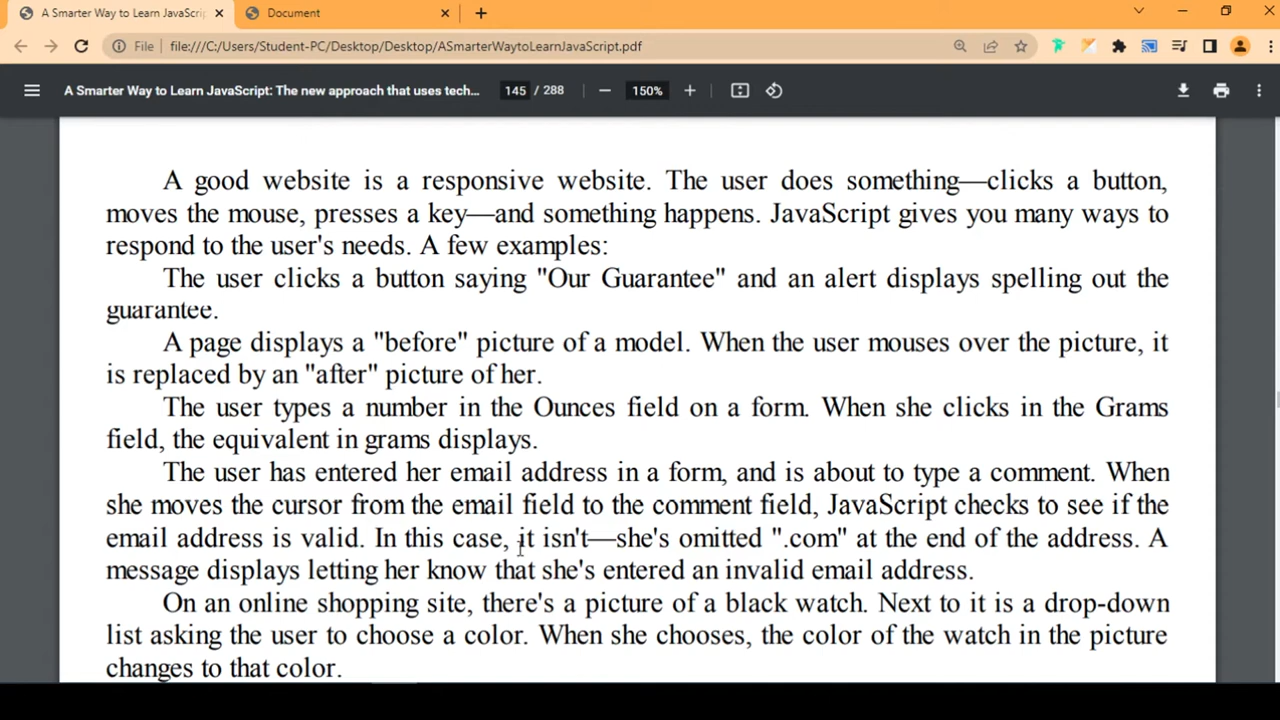 A Smarter Way to Learn JavaScri
Document
File
file:///C:/Users/Student-PC/Desktop/Desktop/ASmarterWaytoLearnJavaScript.pdf
A Smarter Way to Learn JavaScript: The new approach that uses tech...
145 / 288
150%
A good website is a responsive website. The user does something—clicks a button,
moves the mouse, presses a key—and something happens. JavaScript gives you many ways to
respond to the user's needs. A few examples:
The user clicks a button saying "Our Guarantee" and an alert displays spelling out the
guarantee.
A page displays a "before" picture of a model. When the user mouses over the picture, it
is replaced by an "after" picture of her.
The user types a number in the Ounces field on a form. When she clicks in the Grams
field, the equivalent in grams displays.
The user has entered her email address in a form, and is about to type a comment. When
she moves the cursor from the email field to the comment field, JavaScript checks to see if the
email address is valid. In this case, it isn't—she's omitted ".com" at the end of the address. A
message displays letting her know that she's entered an invalid email address.
On an online shopping site, there's a picture of a black watch. Next to it is a drop-down
list asking the user to choose a color. When she chooses, the color of the watch in the picture
changes to that color.